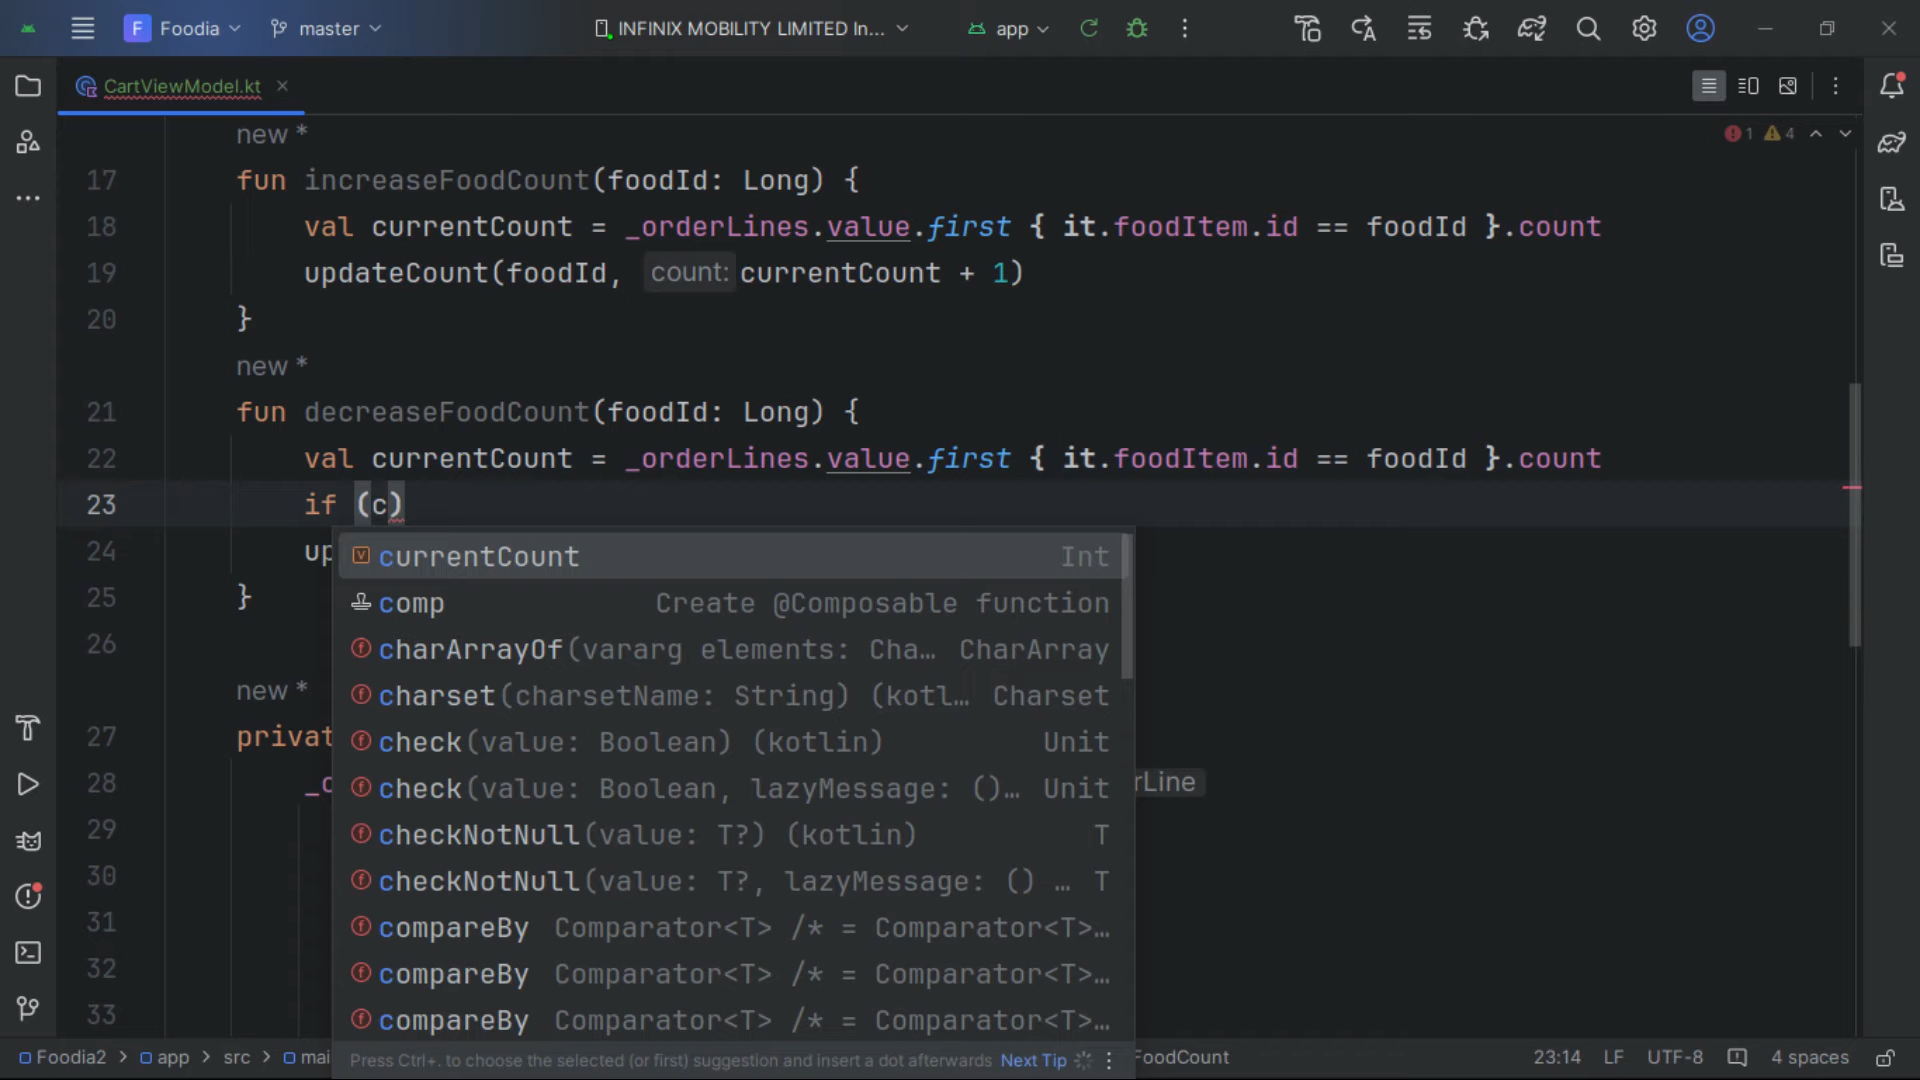 F Foodia master INFINIX MOBILITY LIMITED In... app
CartViewModel.kt
new *
1 4
17 fun increaseFoodCount(foodId: Long) {
18 val currentCount = _orderLines.value.first { it.foodItem.id == foodId }.count
19 updateCount(foodId, count: currentCount + 1)
20 }
new *
21 fun decreaseFoodCount(foodId: Long) {
22 val currentCount = _orderLines.value.first { it.foodItem.id == foodId }.count
23 if (c)
24 up
currentCount Int
25 }
comp Create @Composable function
26
charArrayOf(vararg elements: Cha... CharArray
new *
charset(charsetName: String) (kotl... Charset
27 privat
check(value: Boolean) (kotlin) Unit
28 _o
check(value: Boolean, lazyMessage: ()... Unit
rLine
29
checkNotNull(value: T?) (kotlin) T
30
checkNotNull(value: T?, lazyMessage: () ... T
31
compareBy Comparator<T> /* = Comparator<T>...
32
compareBy Comparator<T> /* = Comparator<T>...
33
compareBy Comparator<T> /* = Comparator<T>...
Press Ctrl+. to choose the selected (or first) suggestion and insert a dot afterwards Next Tip
Foodia2 > app > src > mai FoodCount 23:14 LF UTF-8 4 spaces